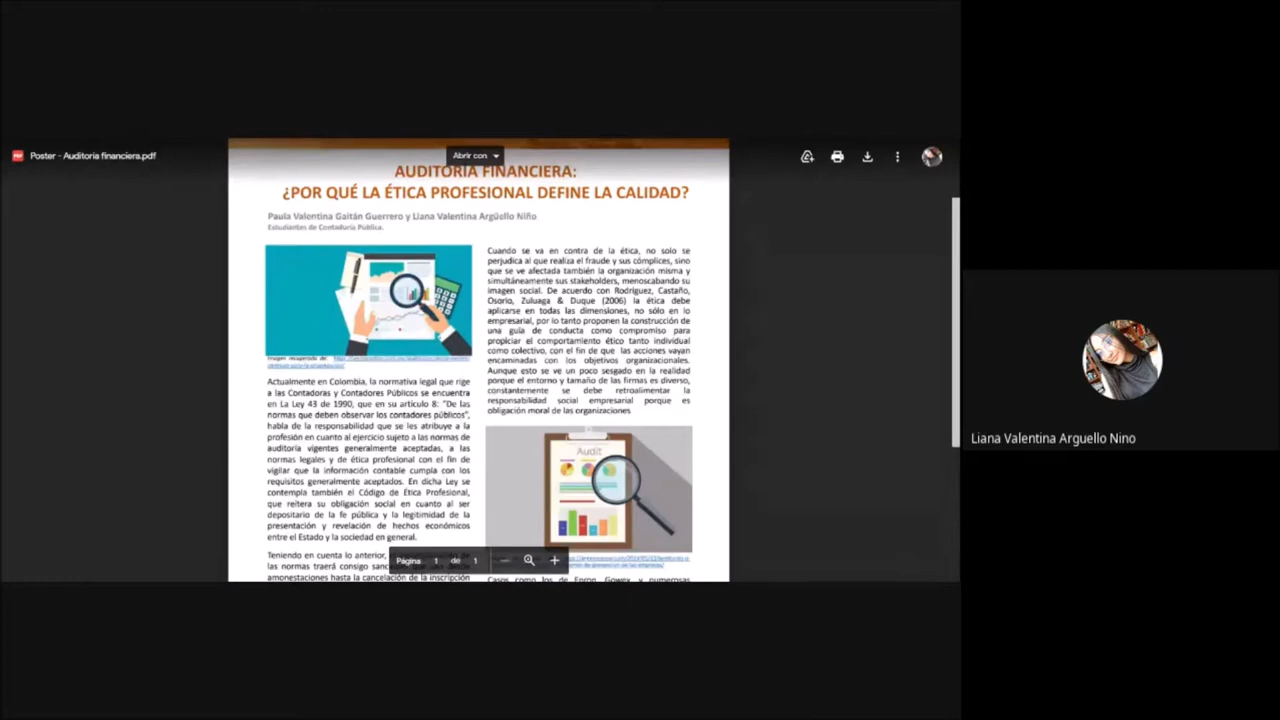 Poster - Auditoria financiera.pdf
Abrir con
AUDITORÍA FINANCIERA:
¿POR QUÉ LA ÉTICA PROFESIONAL DEFINE LA CALIDAD?
Paula Valentina Gaitán Guerrero y Liana Valentina Argüello Niño
Estudiantes de Contaduría Pública.
Imagen recuperada de:
Actualmente en Colombia, la normativa legal que rige
a las Contadoras y Contadores Públicos se encuentra
en La Ley 43 de 1990, que en su artículo 8: "De las
normas que deben observar los contadores públicos",
habla de la responsabilidad que se les atribuye a la
profesión en cuanto al ejercicio sujeto a las normas de
auditoría vigentes generalmente aceptadas, a las
normas legales y de ética profesional con el fin de
vigilar que la información contable cumpla con los
requisitos generalmente aceptados. En dicha Ley se
contempla también el Código de Ética Profesional,
que reitera su obligación social en cuanto al ser
depositario de la fe pública y la legitimidad de la
presentación y revelación de hechos económicos
entre el Estado y la sociedad en general.
Teniendo en cuenta lo anterior,
las normas traerá consigo
amonestaciones hasta la cancelación de la inscripción
Cuando se va en contra de la ética, no solo se
perjudica al que realiza el fraude y sus cómplices, sino
que se ve afectada también la organización misma y
simultáneamente sus stakeholders, menoscabando su
imagen social. De acuerdo con Rodríguez, Castaño,
Osorio, Zuluaga & Duque (2006) la ética debe
aplicarse en todas las dimensiones, no sólo en lo
empresarial, por lo tanto proponen la construcción de
una guía de conducta como compromiso para
propiciar el comportamiento ético tanto individual
como colectivo, con el fin de que las acciones vayan
encaminadas con los objetivos organizacionales.
Aunque esto se ve un poco sesgado en la realidad
porque el entorno y tamaño de las firmas es diverso,
constantemente se debe retroalimentar la
responsabilidad social empresarial porque es
obligación moral de las organizaciones
Audit
Casos como los de Enron, Gowex y numerosas
Página 1 de 1
Liana Valentina Arguello Nino